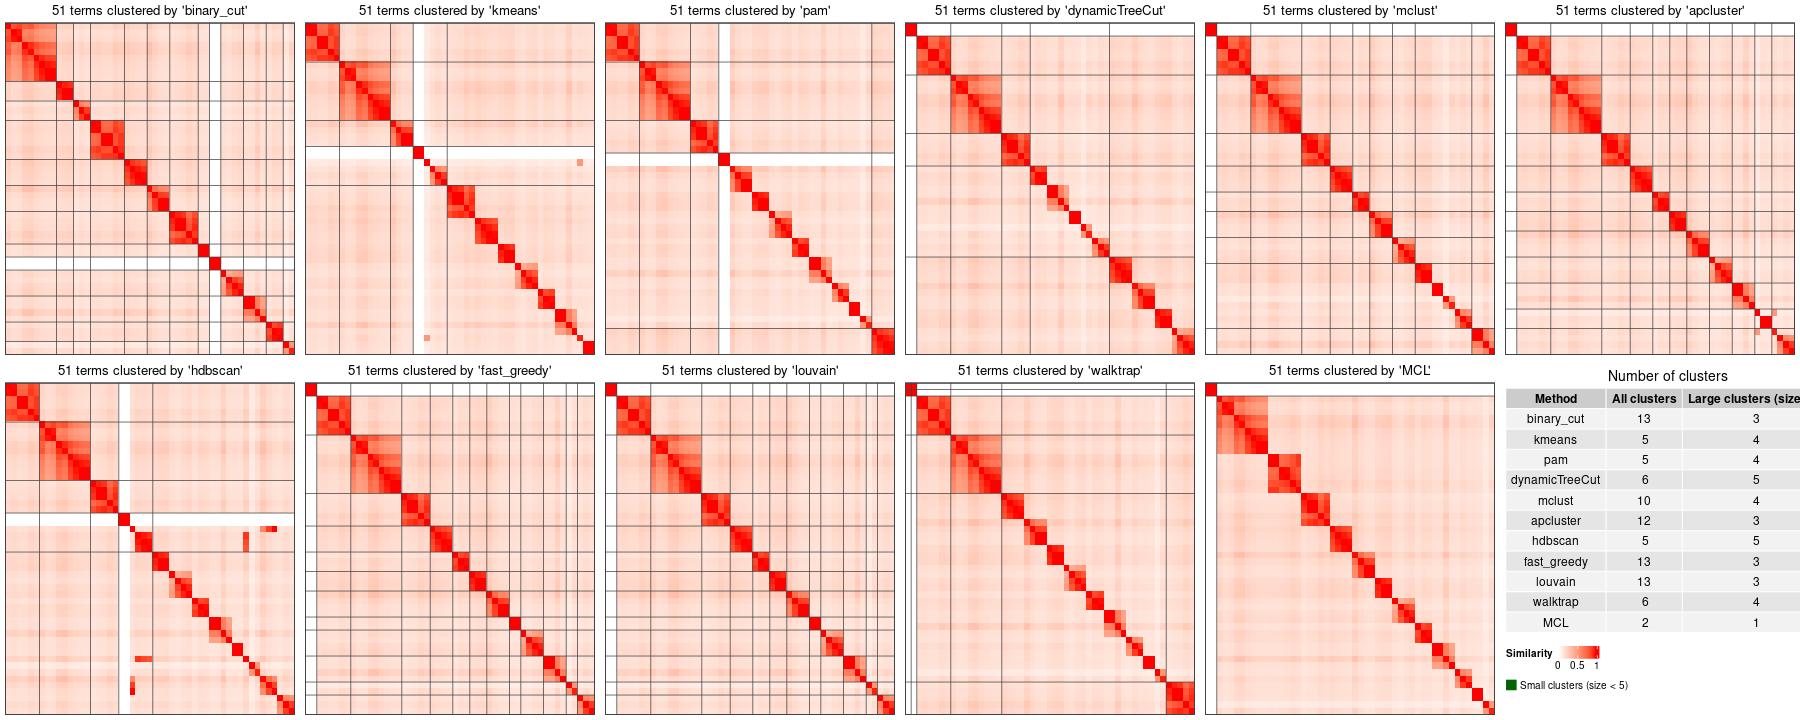 51 terms clustered by 'binary_cut'
51 terms clustered by 'kmeans'
51 terms clustered by 'pam'
51 terms clustered by 'dynamicTreeCut'
51 terms clustered by 'mclust'
51 terms clustered by 'apcluster'
51 terms clustered by 'hdbscan'
51 terms clustered by 'fast_greedy'
51 terms clustered by 'louvain'
51 terms clustered by 'walktrap'
51 terms clustered by 'MCL'
Number of clusters
Method All clusters Large clusters (size
binary_cut 13 3
kmeans 5 4
pam 5 4
dynamicTreeCut 6 5
mclust 10 4
apcluster 12 3
hdbscan 5 5
fast_greedy 13 3
louvain 13 3
walktrap 6 4
MCL 2 1
Similarity
0 0.5 1
Small clusters (size < 5)